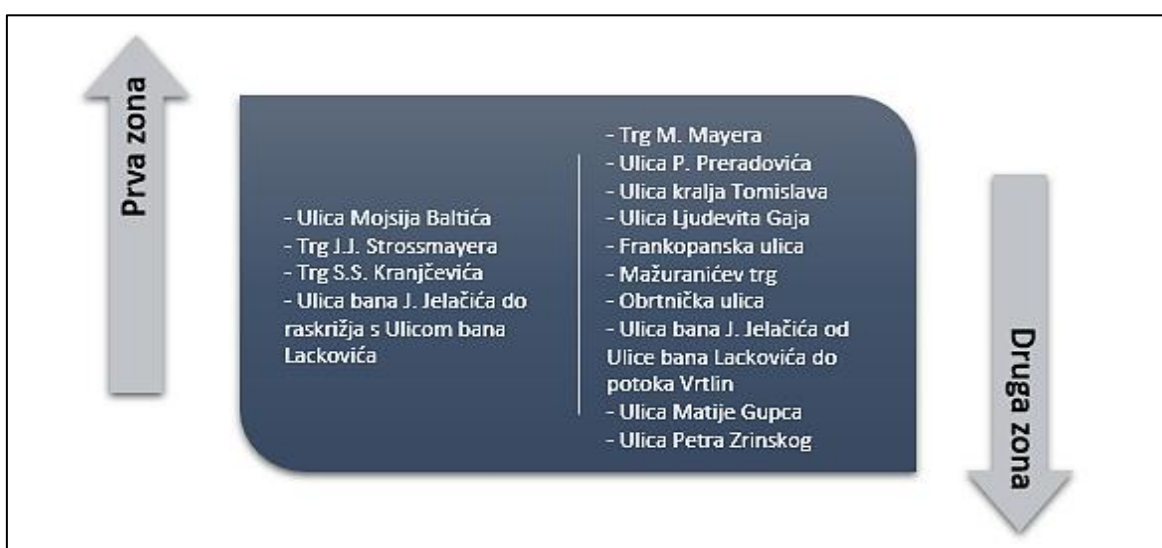 Prva zona
- Ulica Mojsija Baltića
- Trg J.J. Strossmayera
- Trg S.S. Kranjčevića
- Ulica bana J. Jelačića do
raskrižja s Ulicom bana
Lackovića
- Trg M. Mayera
- Ulica P. Preradovića
- Ulica kralja Tomislava
- Ulica Ljudevita Gaja
- Frankopanska ulica
- Mažuranićev trg
- Obrtnička ulica
- Ulica bana J. Jelačića od
Ulice bana Lackovića do
potoka Vrtlin
- Ulica Matije Gupca
- Ulica Petra Zrinskog
Druga zona